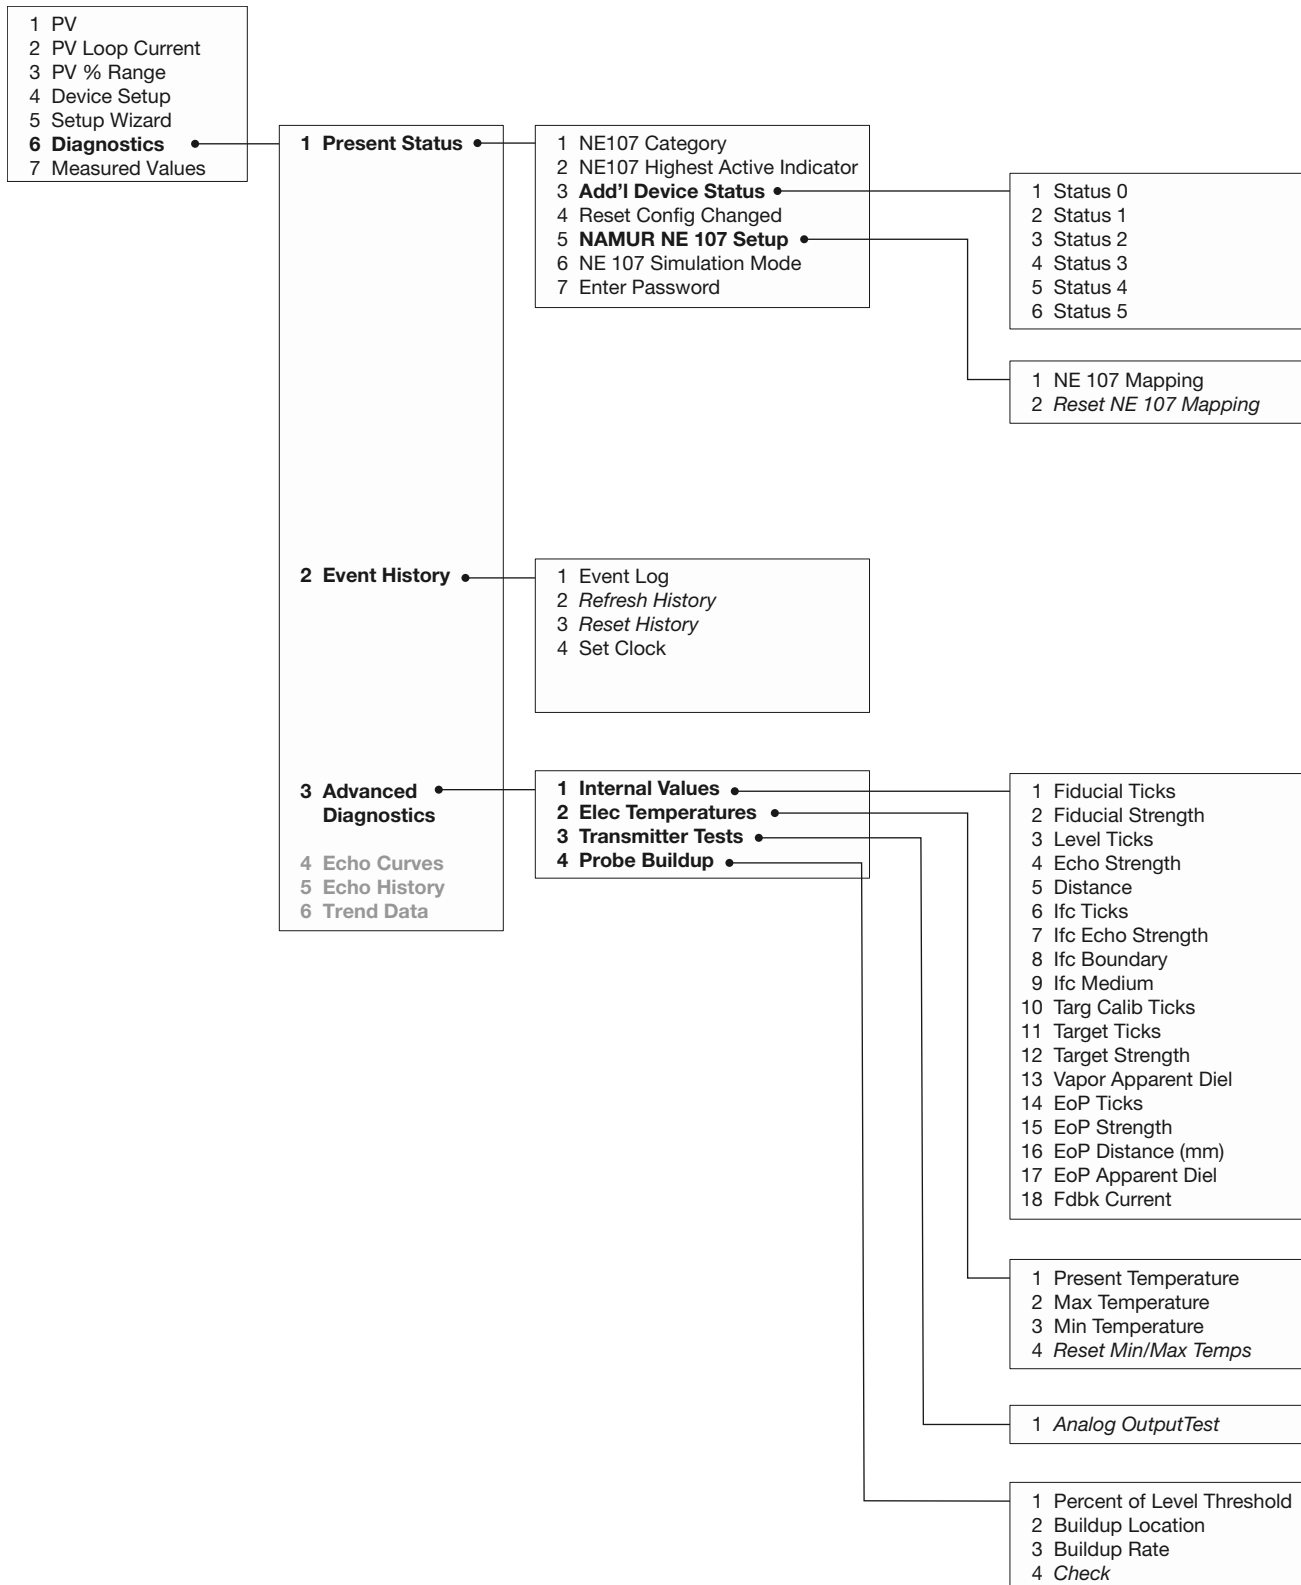 1 PV
2 PV Loop Current
3 PV % Range
4 Device Setup
5 Setup Wizard
6 Diagnostics
7 Measured Values
1 Present Status
1 NE107 Category
2 NE107 Highest Active Indicator
3 Add'l Device Status
4 Reset Config Changed
5 NAMUR NE 107 Setup
6 NE 107 Simulation Mode
7 Enter Password
1 Status 0
2 Status 1
3 Status 2
4 Status 3
5 Status 4
6 Status 5
1 NE 107 Mapping
2 Reset NE 107 Mapping
2 Event History
1 Event Log
2 Refresh History
3 Reset History
4 Set Clock
3 Advanced
Diagnostics
4 Echo Curves
5 Echo History
6 Trend Data
1 Internal Values
2 Elec Temperatures
3 Transmitter Tests
4 Probe Buildup
1 Fiducial Ticks
2 Fiducial Strength
3 Level Ticks
4 Echo Strength
5 Distance
6 Ifc Ticks
7 Ifc Echo Strength
8 Ifc Boundary
9 Ifc Medium
10 Targ Calib Ticks
11 Target Ticks
12 Target Strength
13 Vapor Apparent Diel
14 EoP Ticks
15 EoP Strength
16 EoP Distance (mm)
17 EoP Apparent Diel
18 Fdbk Current
1 Present Temperature
2 Max Temperature
3 Min Temperature
4 Reset Min/Max Temps
1 Analog OutputTest
1 Percent of Level Threshold
2 Buildup Location
3 Buildup Rate
4 Check